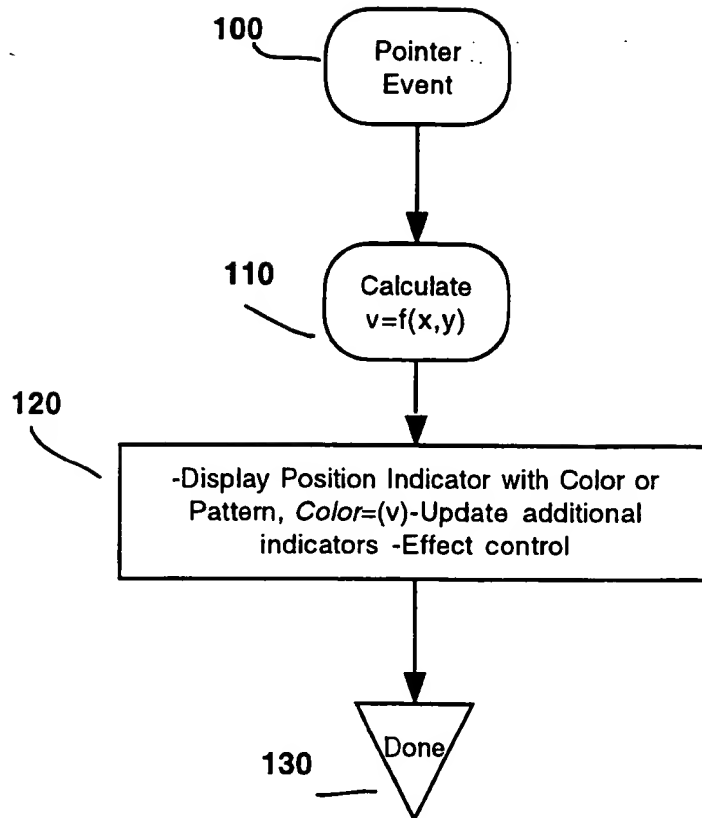 100
Pointer
Event
110
Calculate
v=f(x,y)
120
-Display Position Indicator with Color or
Pattern, Color=(v)-Update additional
indicators -Effect control
Done
130